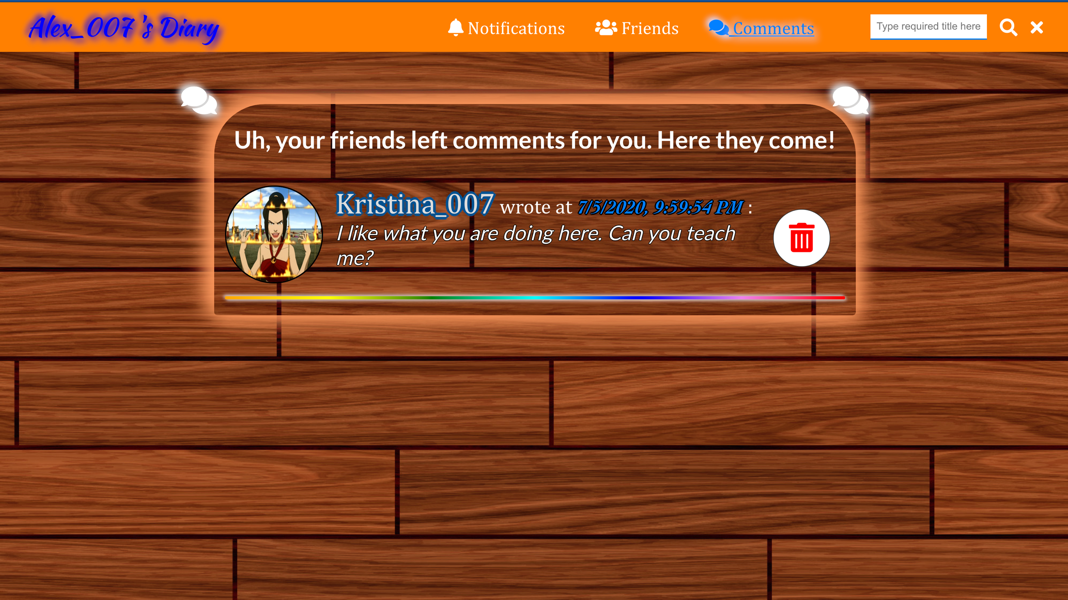 Alex_007 's Diary
Notifications
Friends
Comments
Type required title here
Uh, your friends left comments for you. Here they come!
Kristina_007 wrote at 7/5/2020, 9:59:54 PM :
I like what you are doing here. Can you teach
me?